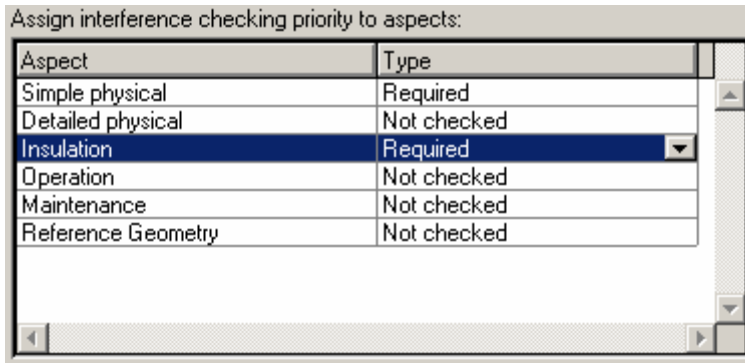 Assign interference checking priority to aspects:
Aspect Type
Simple physical Required
Detailed physical Not checked
Insulation Required
Operation Not checked
Maintenance Not checked
Reference Geometry Not checked